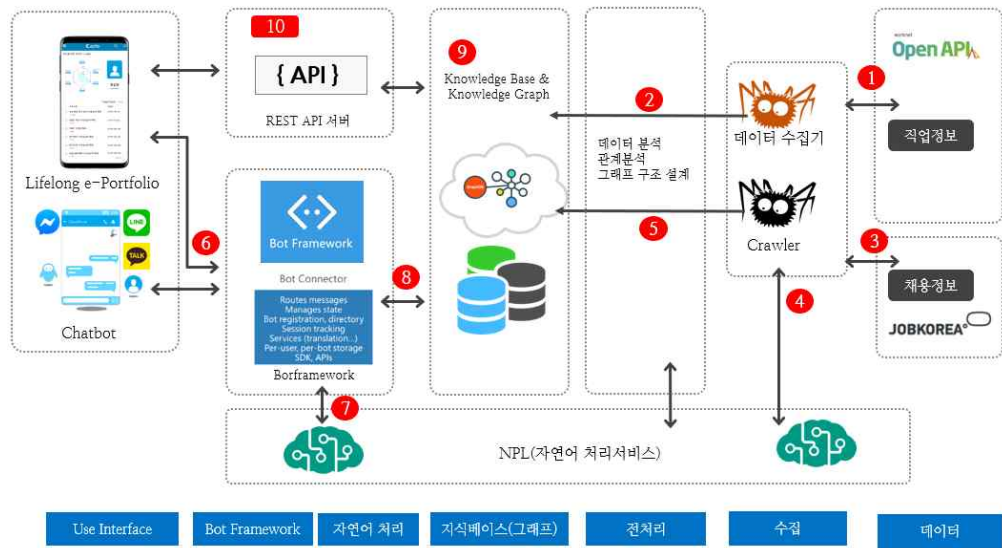 10
{ API }
REST API 서버
Lifelong e-Portfolio
LINE
TALK
Chatbot
6
Bot Framework
Bot Connector
Routes messages
Manages state
Bot registration, directory
Session tracking
Services (translation...)
Per-user, per-bot storage
SDK, APIs
Borframework
7
8
9
Knowledge Base &
Knowledge Graph
2
데이터 분석
관계분석
그래프 구조 설계
5
데이터 수집기
Crawler
4
1
Open API
직업정보
3
채용정보
JOBKOREA
NPL(자연어 처리서비스)
Use Interface
Bot Framework
자연어 처리
지식베이스(그래프)
전처리
수집
데이터